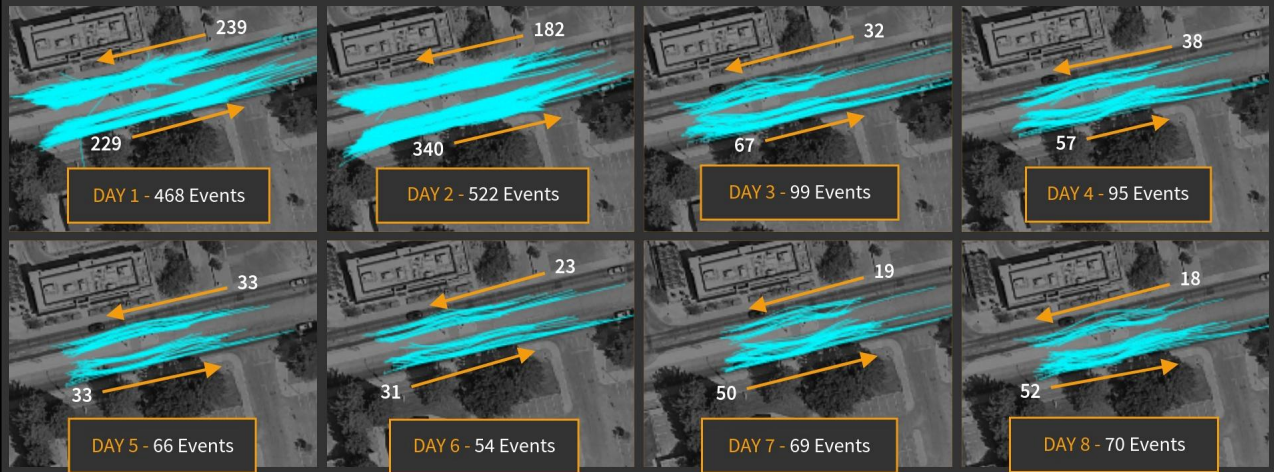 239
229
DAY 1 - 468 Events
182
340
DAY 2 - 522 Events
32
67
DAY 3 - 99 Events
38
57
DAY 4 - 95 Events
33
33
DAY 5 - 66 Events
23
31
DAY 6 - 54 Events
19
50
DAY 7 - 69 Events
18
52
DAY 8 - 70 Events